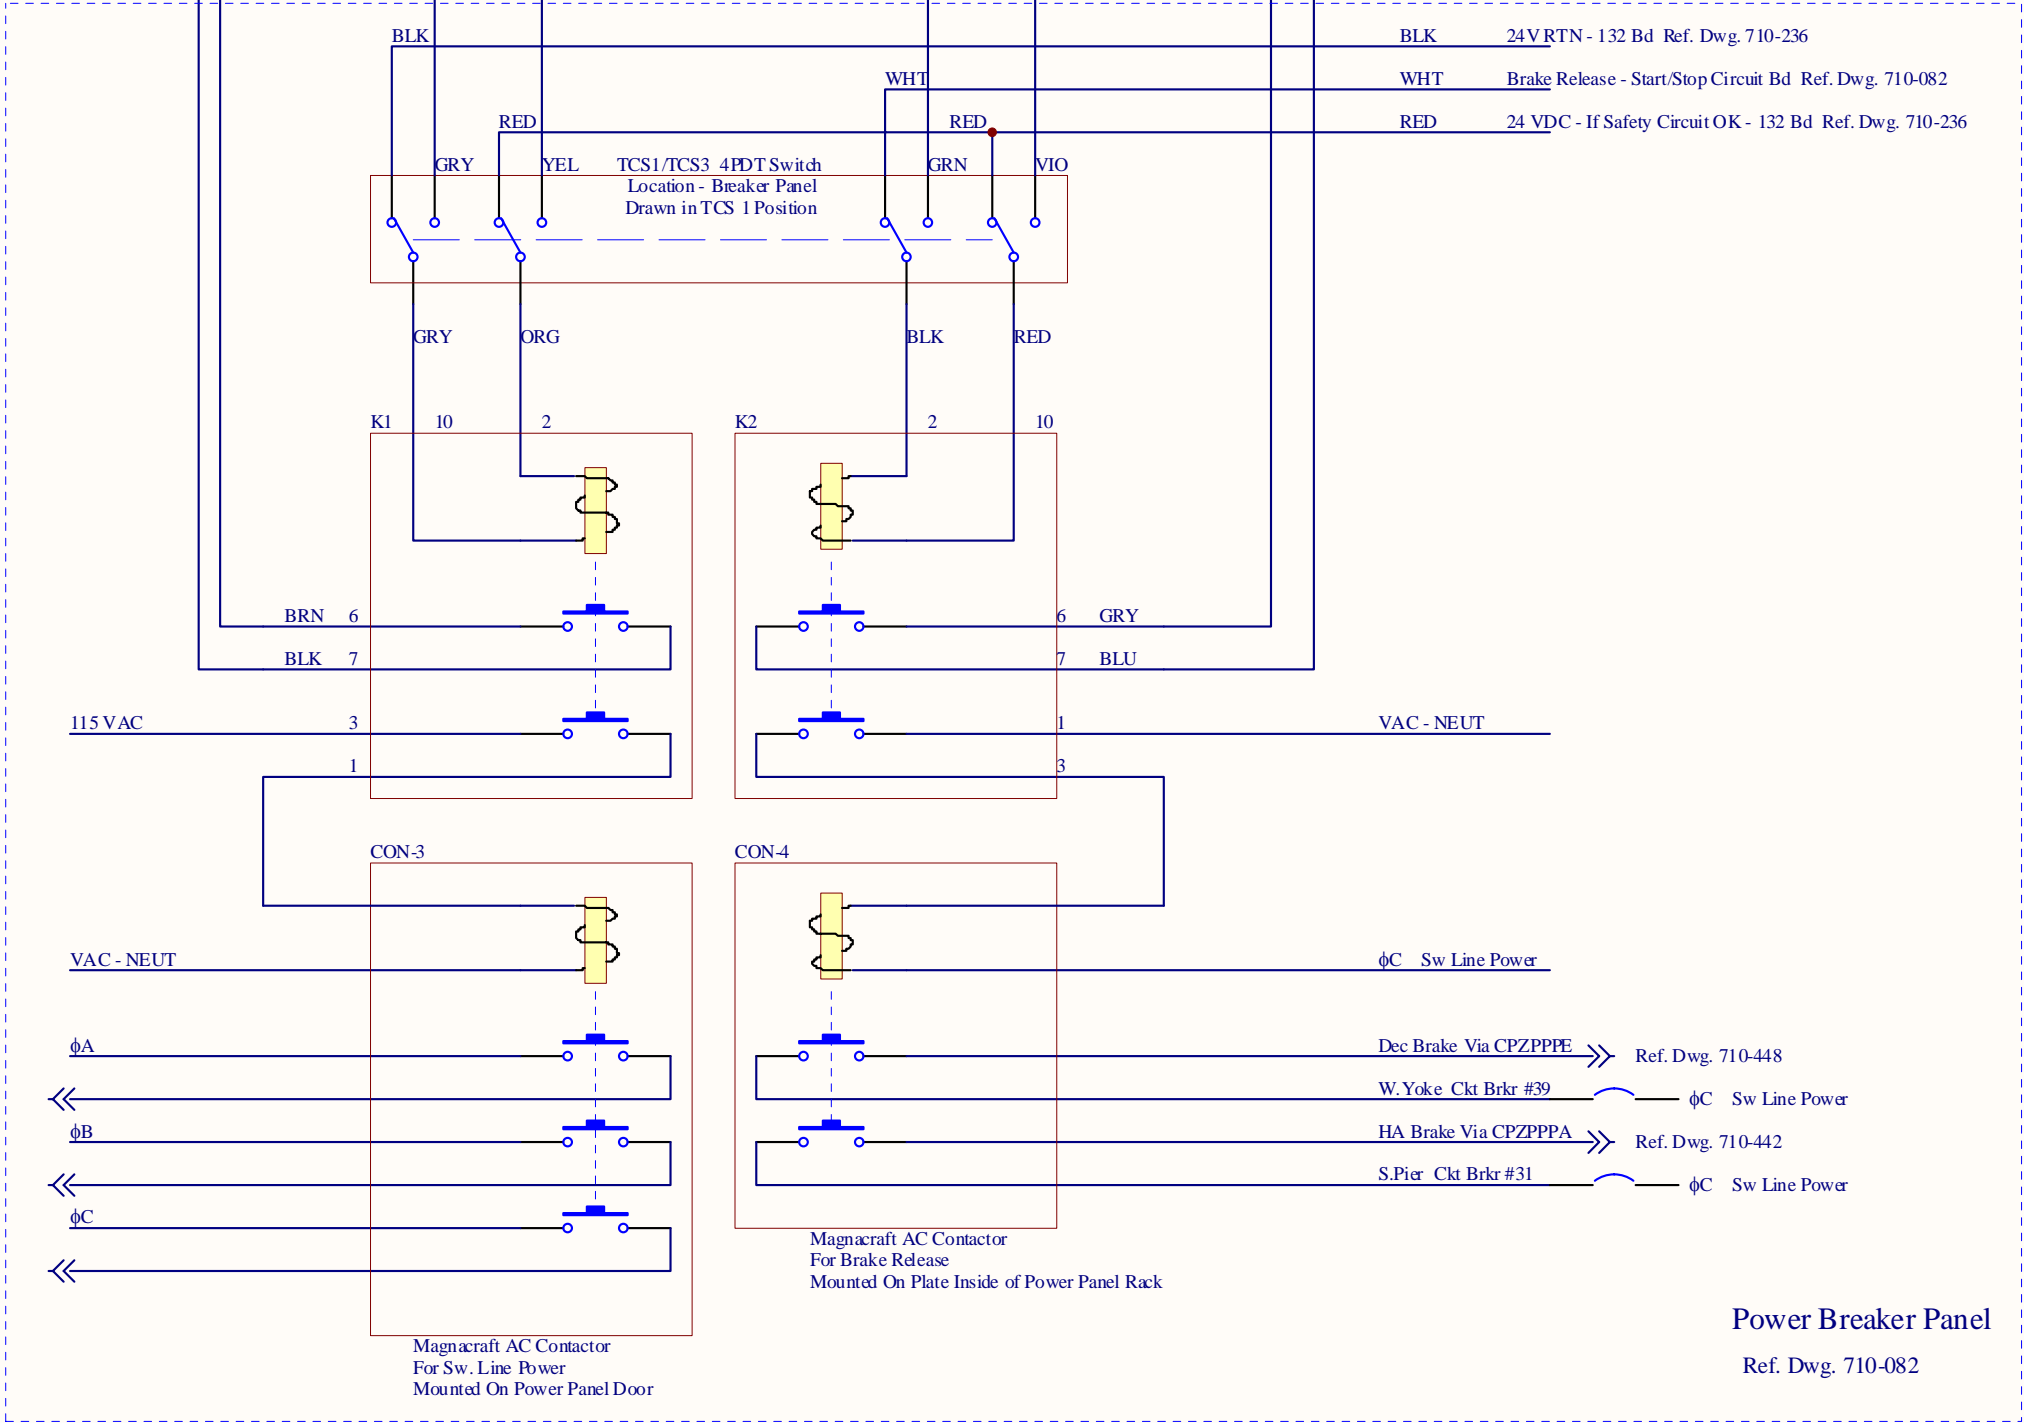 BLK BLK 24V RTN - 132 Bd Ref. Dwg. 710-236
WHT WHT Brake Release - Start/Stop Circuit Bd Ref. Dwg. 710-082
RED RED RED 24 VDC - If Safety Circuit OK - 132 Bd Ref. Dwg. 710-236
GRY YEL TCS1/TCS3 4PDT Switch GRN VIO
Location - Breaker Panel
Drawn in TCS 1 Position
GRY ORG BLK RED
K1 10 2 K2 2 10
BRN 6 6 GRY
BLK 7 7 BLU
115 VAC 3 1 VAC - NEUT
1 3
CON-3 CON-4
VAC - NEUT ϕC Sw Line Power
ϕA Dec Brake Via CPZPPPE Ref. Dwg. 710-448
W.Yoke Ckt Brkr #39 ϕC Sw Line Power
ϕB HA Brake Via CPZPPPA Ref. Dwg. 710-442
S.Pier Ckt Brkr #31 ϕC Sw Line Power
ϕC
Magnacraft AC Contactor
For Brake Release
Mounted On Plate Inside of Power Panel Rack
Magnacraft AC Contactor
For Sw. Line Power
Mounted On Power Panel Door
Power Breaker Panel
Ref. Dwg. 710-082